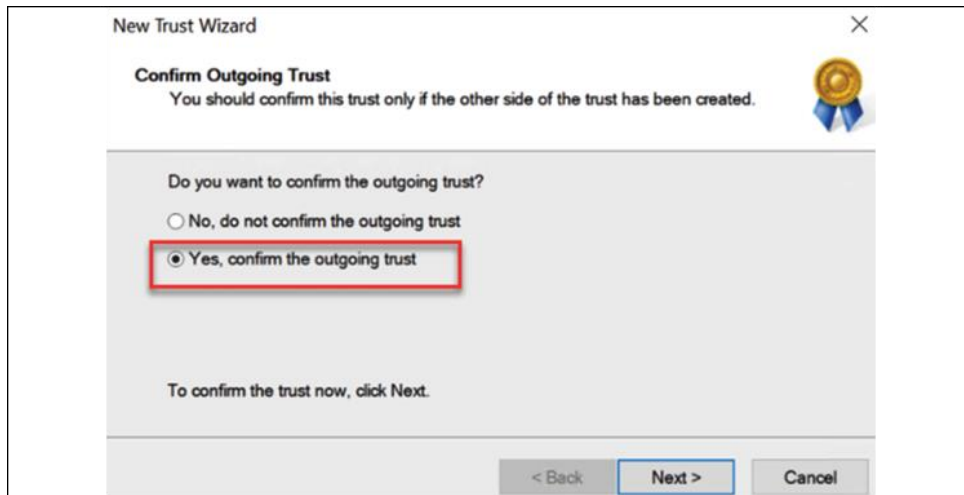 New Trust Wizard
Confirm Outgoing Trust
You should confirm this trust only if the other side of the trust has been created.
Do you want to confirm the outgoing trust?
No, do not confirm the outgoing trust
Yes, confirm the outgoing trust
To confirm the trust now, click Next.
< Back Next > Cancel